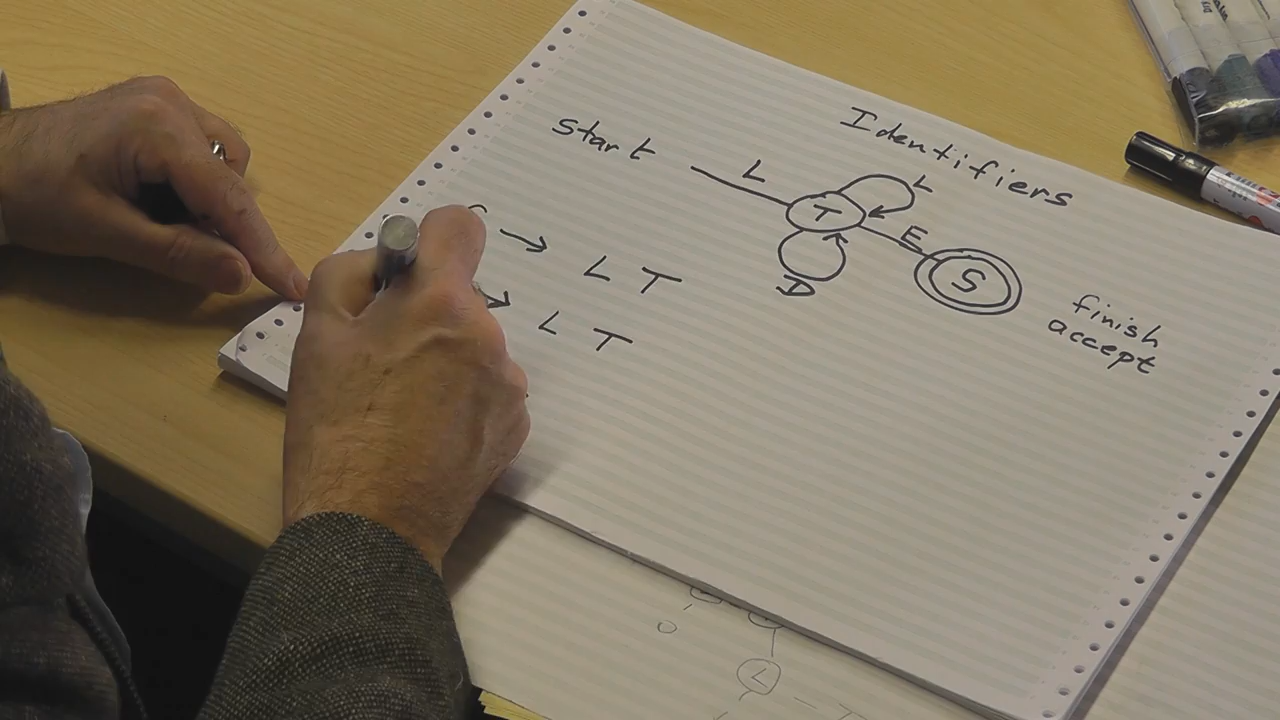 Identifiers
start L T L E S D
finish
accept
→ L T
→ L T
L